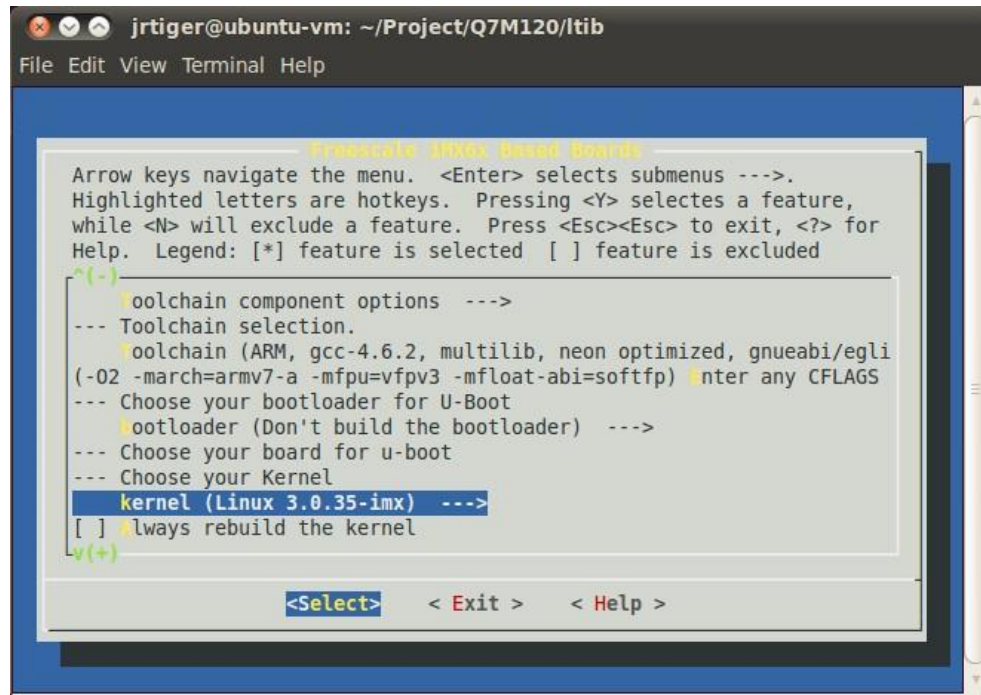 jrtiger@ubuntu-vm: ~/Project/Q7M120/ltib
File Edit View Terminal Help
Freescale iMX6x Based Boards
Arrow keys navigate the menu. <Enter> selects submenus --->.
Highlighted letters are hotkeys. Pressing <Y> selectes a feature,
while <N> will exclude a feature. Press <Esc><Esc> to exit, <?> for
Help. Legend: [*] feature is selected [ ] feature is excluded
^(-)
Toolchain component options --->
--- Toolchain selection.
Toolchain (ARM, gcc-4.6.2, multilib, neon optimized, gnueabi/egli
(-O2 -march=armv7-a -mfpu=vfpv3 -mfloat-abi=softfp) Enter any CFLAGS
--- Choose your bootloader for U-Boot
bootloader (Don't build the bootloader) --->
--- Choose your board for u-boot
--- Choose your Kernel
kernel (Linux 3.0.35-imx) --->
[ ] Always rebuild the kernel
v(+)
<Select> < Exit > < Help >